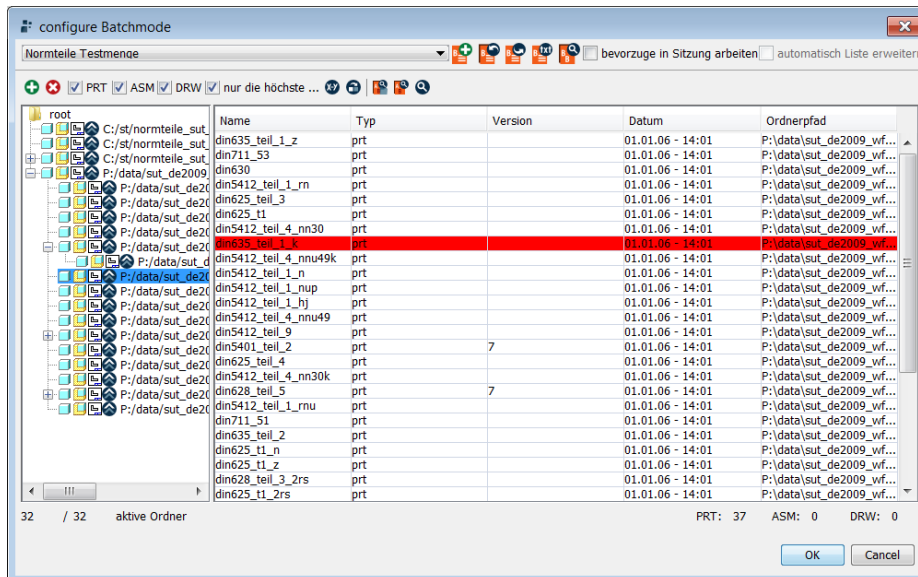 configure Batchmode
Normteile Testmenge bevorzuge in Sitzung arbeiten automatisch Liste erweitern
PRT ASM DRW nur die höchste ...
root
C:/st/normteile_sut_
C:/st/normteile_sut_
C:/st/normteile_sut_
P:/data/sut_de2009_
P:/data/sut_de20
P:/data/sut_de20
P:/data/sut_de20
P:/data/sut_de20
P:/data/sut_de20
P:/data/sut_d
P:/data/sut_de20
P:/data/sut_de20
P:/data/sut_de20
P:/data/sut_de20
P:/data/sut_de20
P:/data/sut_de20
P:/data/sut_de20
P:/data/sut_de20
P:/data/sut_de20
P:/data/sut_de20
Name Typ Version Datum Ordnerpfad
din635_teil_1_z prt 01.01.06 - 14:01 P:\data\sut_de2009_wf...
din711_53 prt 01.01.06 - 14:01 P:\data\sut_de2009_wf...
din630 prt 01.01.06 - 14:01 P:\data\sut_de2009_wf...
din5412_teil_1_rn prt 01.01.06 - 14:01 P:\data\sut_de2009_wf...
din625_teil_3 prt 01.01.06 - 14:01 P:\data\sut_de2009_wf...
din625_t1 prt 01.01.06 - 14:01 P:\data\sut_de2009_wf...
din5412_teil_4_nn30 prt 01.01.06 - 14:01 P:\data\sut_de2009_wf...
din635_teil_1_k prt 01.01.06 - 14:01 P:\data\sut_de2009_wf...
din5412_teil_4_nnu49k prt 01.01.06 - 14:01 P:\data\sut_de2009_wf...
din5412_teil_1_n prt 01.01.06 - 14:01 P:\data\sut_de2009_wf...
din5412_teil_1_nup prt 01.01.06 - 14:01 P:\data\sut_de2009_wf...
din5412_teil_1_hj prt 01.01.06 - 14:01 P:\data\sut_de2009_wf...
din5412_teil_4_nnu49 prt 01.01.06 - 14:01 P:\data\sut_de2009_wf...
din5412_teil_9 prt 01.01.06 - 14:01 P:\data\sut_de2009_wf...
din5401_teil_2 prt 7 01.01.06 - 14:01 P:\data\sut_de2009_wf...
din625_teil_4 prt 01.01.06 - 14:01 P:\data\sut_de2009_wf...
din5412_teil_4_nn30k prt 01.01.06 - 14:01 P:\data\sut_de2009_wf...
din628_teil_5 prt 7 01.01.06 - 14:01 P:\data\sut_de2009_wf...
din5412_teil_1_rnu prt 01.01.06 - 14:01 P:\data\sut_de2009_wf...
din711_51 prt 01.01.06 - 14:01 P:\data\sut_de2009_wf...
din635_teil_2 prt 01.01.06 - 14:01 P:\data\sut_de2009_wf...
din625_t1_n prt 01.01.06 - 14:01 P:\data\sut_de2009_wf...
din625_t1_z prt 01.01.06 - 14:01 P:\data\sut_de2009_wf...
din628_teil_3_2rs prt 01.01.06 - 14:01 P:\data\sut_de2009_wf...
din625_t1_2rs prt 01.01.06 - 14:01 P:\data\sut_de2009_wf...
32 / 32 aktive Ordner PRT: 37 ASM: 0 DRW: 0
OK Cancel